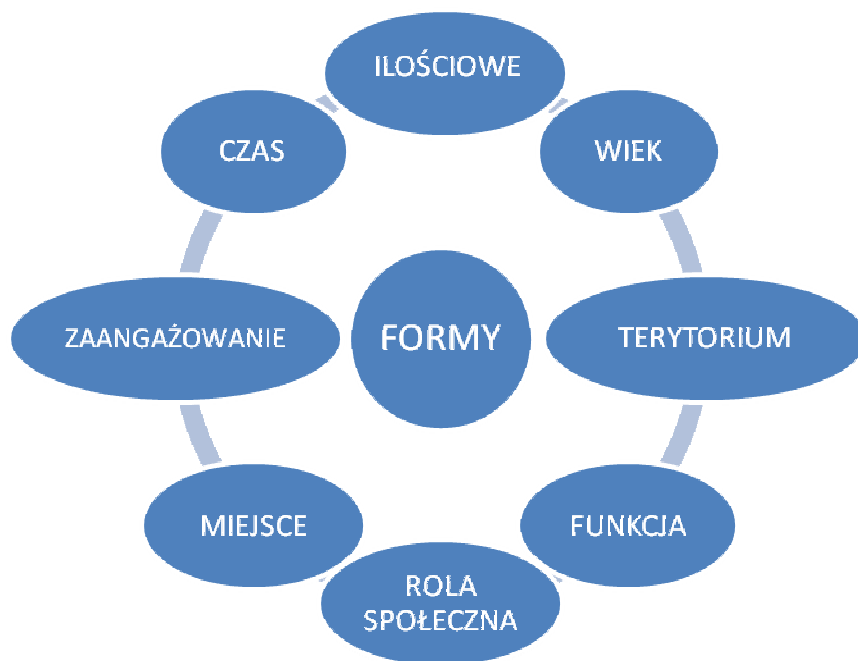 ILOŚCIOWE
WIEK
TERYTORIUM
FUNKCJA
ROLA
SPOŁECZNA
MIEJSCE
ZAANGAŻOWANIE
CZAS
FORMY